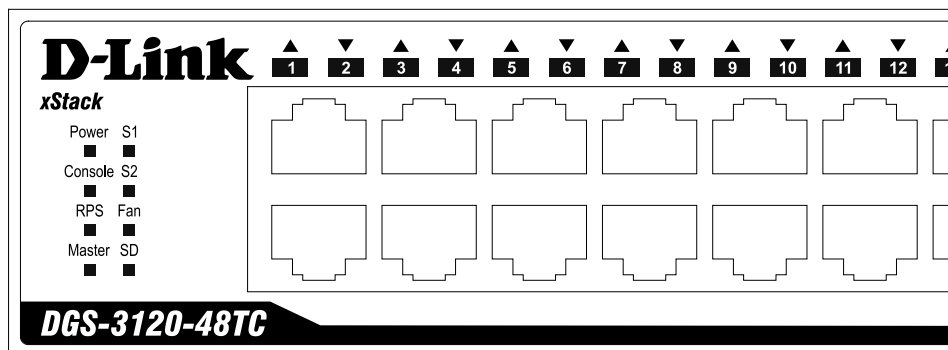 D-Link
xStack
1 2 3 4 5 6 7 8 9 10 11 12
Power S1
Console S2
RPS Fan
Master SD
DGS-3120-48TC